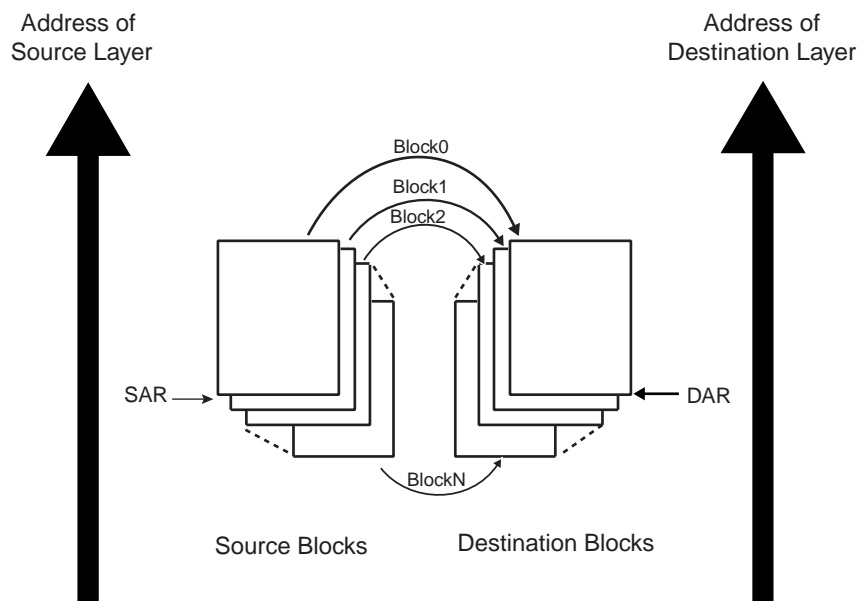 Address of
Source Layer
Address of
Destination Layer
Block0
Block1
Block2
SAR
DAR
BlockN
Source Blocks
Destination Blocks